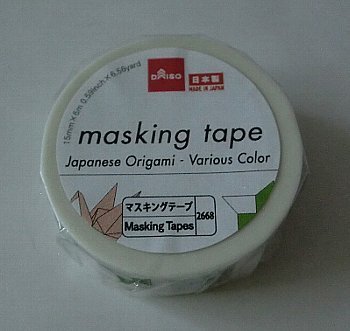 DAISO
日本製
MADE IN JAPAN
15mm×6m 0.59inch×6.56yard
masking tape
Japanese Origami - Various Color
マスキングテープ
Masking Tapes
2668